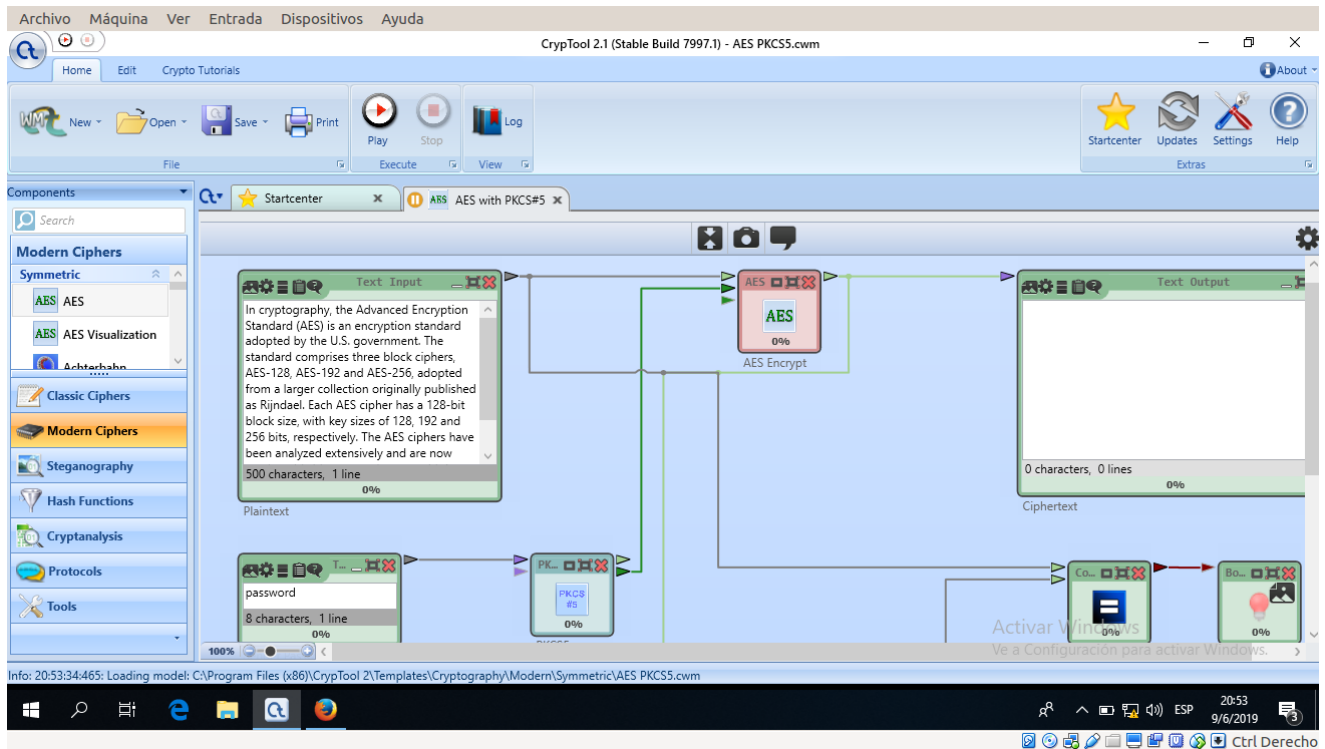 Archivo Máquina Ver Entrada Dispositivos Ayuda
CrypTool 2.1 (Stable Build 7997.1) - AES PKCS5.cwm
Home Edit Crypto Tutorials About
New Open Save Print Play Stop Log Startcenter Updates Settings Help
File Execute View Extras
Components
Search
Modern Ciphers
Symmetric
AES AES
AES AES Visualization
Achterbahn
Classic Ciphers
Modern Ciphers
Steganography
Hash Functions
Cryptanalysis
Protocols
Tools
Startcenter AES AES with PKCS#5
Text Input
In cryptography, the Advanced Encryption
Standard (AES) is an encryption standard
adopted by the U.S. government. The
standard comprises three block ciphers,
AES-128, AES-192 and AES-256, adopted
from a larger collection originally published
as Rijndael. Each AES cipher has a 128-bit
block size, with key sizes of 128, 192 and
256 bits, respectively. The AES ciphers have
been analyzed extensively and are now
500 characters, 1 line
0%
Plaintext
AES
AES
0%
AES Encrypt
Text Output
0 characters, 0 lines
0%
Ciphertext
T...
password
8 characters, 1 line
0%
PK...
PKCS
#5
0%
PKCS5
Co...
0%
Bo...
0%
Activar Windows
Ve a Configuración para activar Windows.
100%
Info: 20:53:34:465: Loading model: C:\Program Files (x86)\CrypTool 2\Templates\Cryptography\Modern\Symmetric\AES PKCS5.cwm
ESP
20:53
9/6/2019
3
Ctrl Derecho